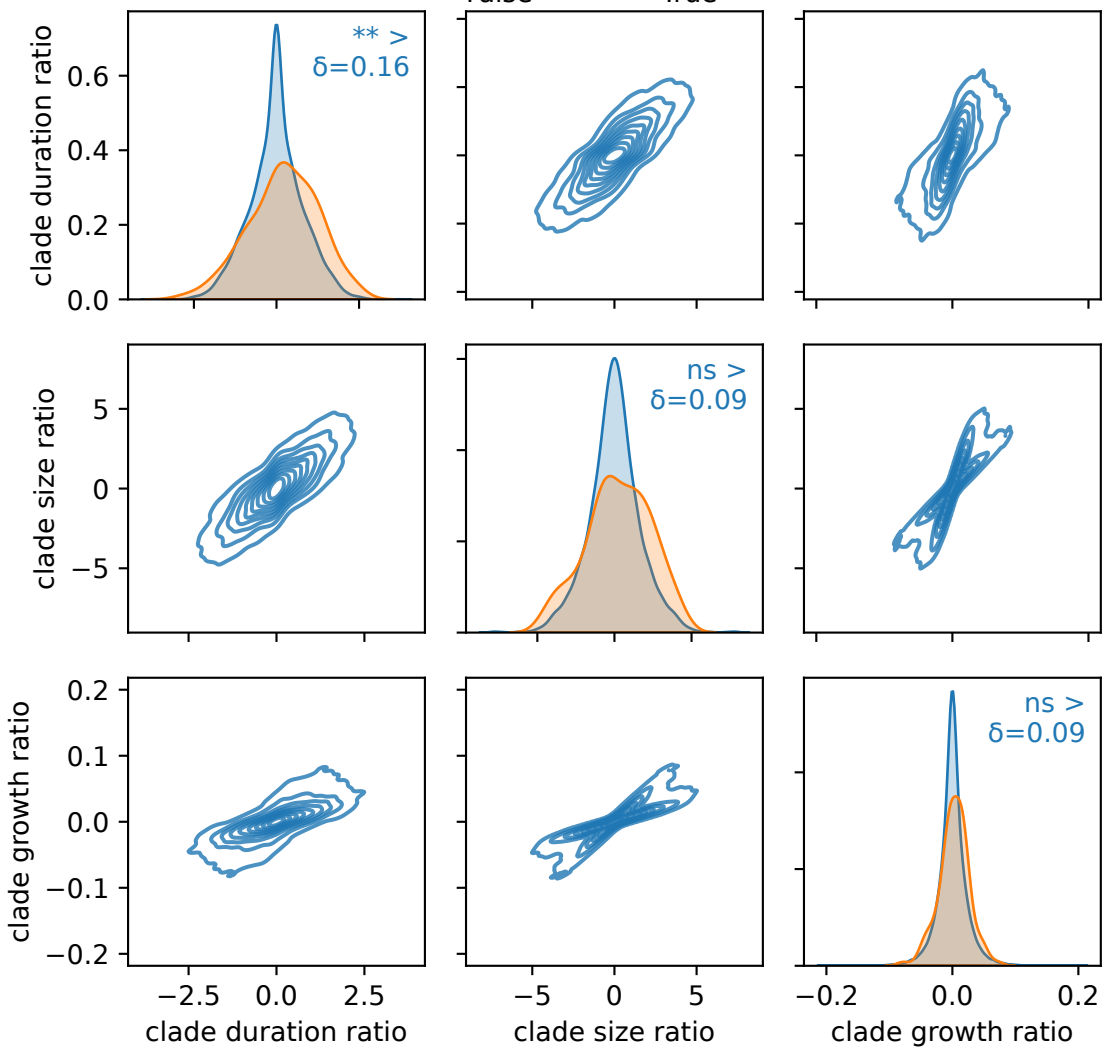 False True
clade duration ratio
0.6
0.4
0.2
0.0
** >
δ=0.16
clade size ratio
5
0
−5
ns >
δ=0.09
clade growth ratio
0.2
0.1
0.0
−0.1
−0.2
ns >
δ=0.09
−2.5 0.0 2.5
−5 0 5
−0.2 0.0 0.2
clade duration ratio
clade size ratio
clade growth ratio